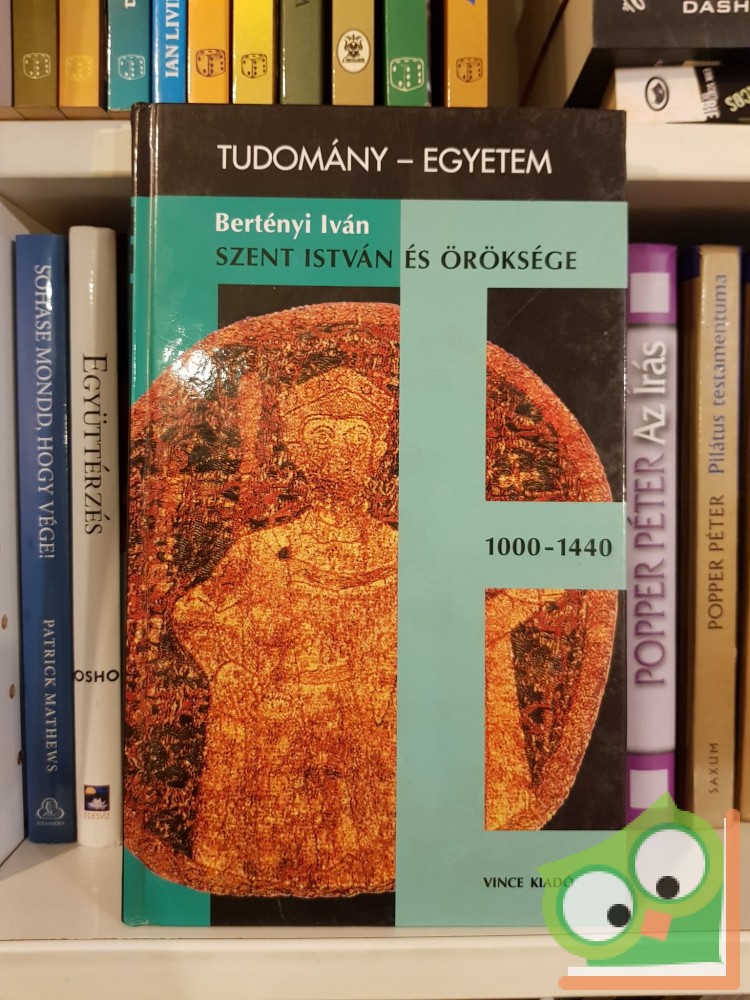 IAN LIVI
DASH
TUDOMÁNY – EGYETEM
Bertényi Iván
SZENT ISTVÁN ÉS ÖRÖKSÉGE
1000-1440
VINCE KIADÓ
SOHASE MONDD, HOGY VÉGE!
PATRICK MATHEWS
EGYÜTTÉRZÉS
OSHO
ÉDESVÍZ
POPPER PÉTER Az Írás
POPPER PÉTER Pilátus testamentuma
SAXUM